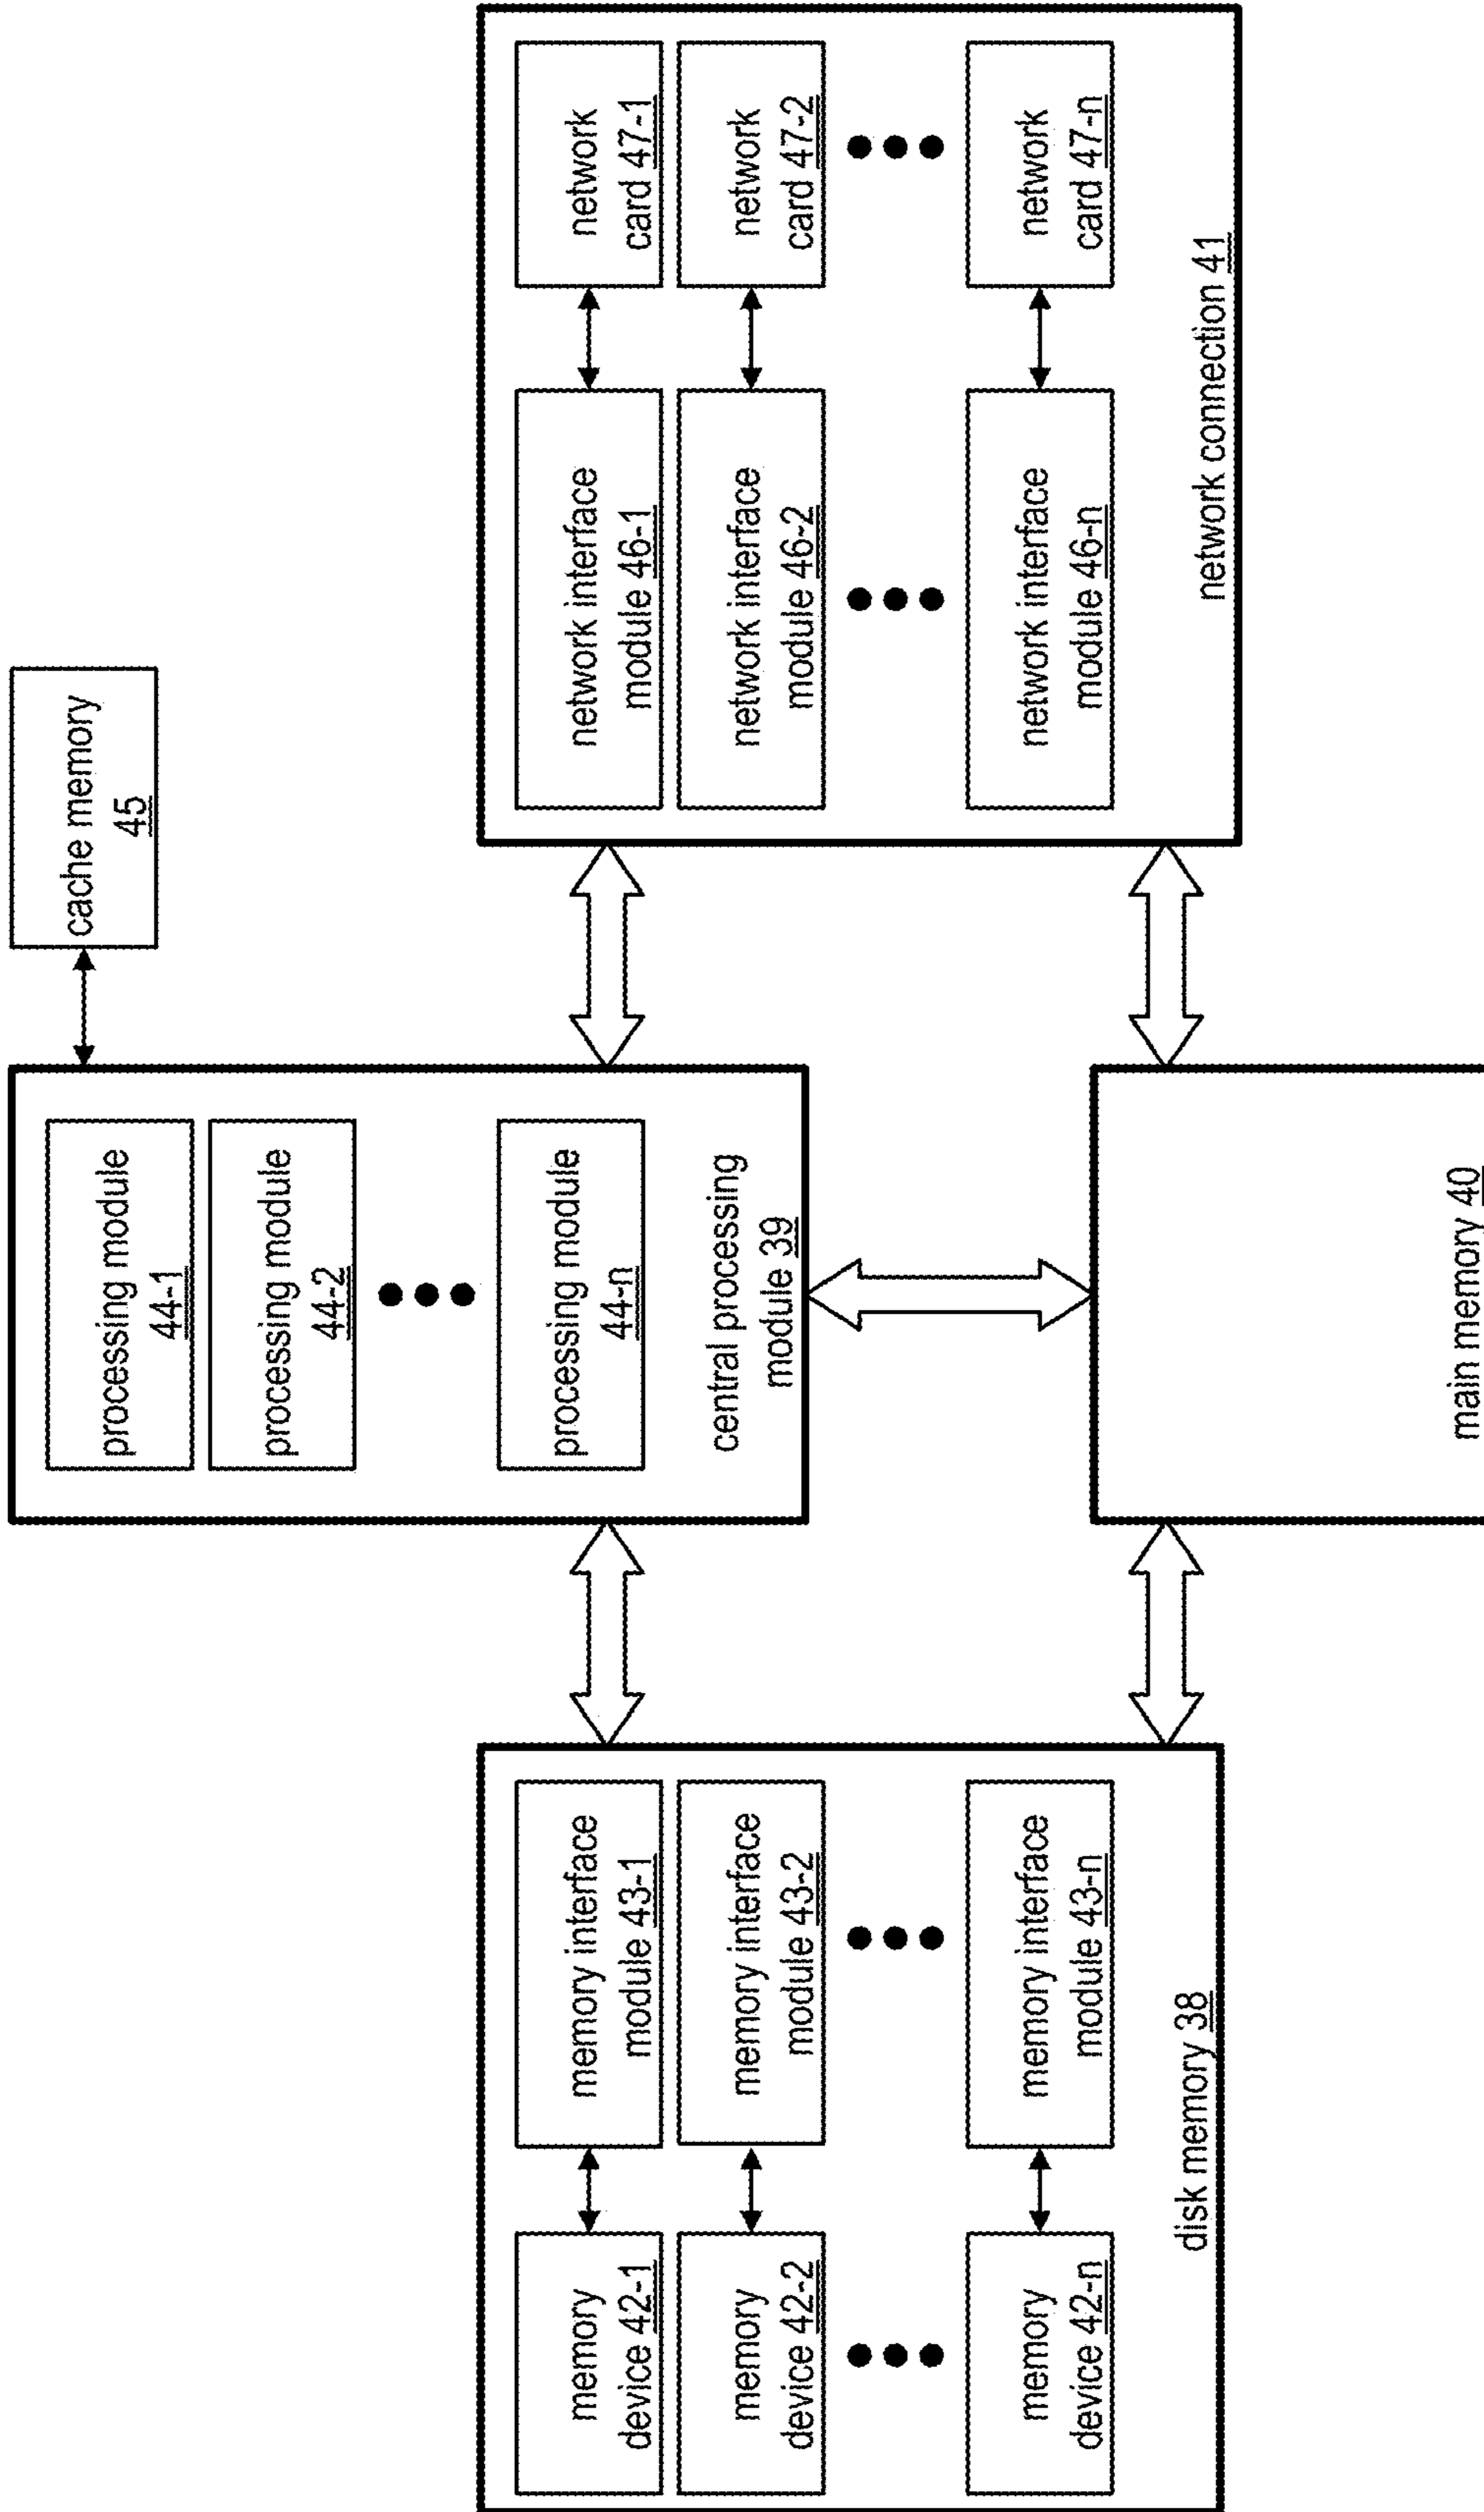 processing module
44-1
processing module
44-2
processing module
44-n
central processing
module 39
cache memory
45
memory
device 42-1
memory interface
module 43-1
memory
device 42-2
memory interface
module 43-2
memory
device 42-n
memory interface
module 43-n
disk memory 38
main memory 40
network interface
module 46-1
network
card 47-1
network interface
module 46-2
network
card 47-2
network interface
module 46-n
network
card 47-n
network connection 41